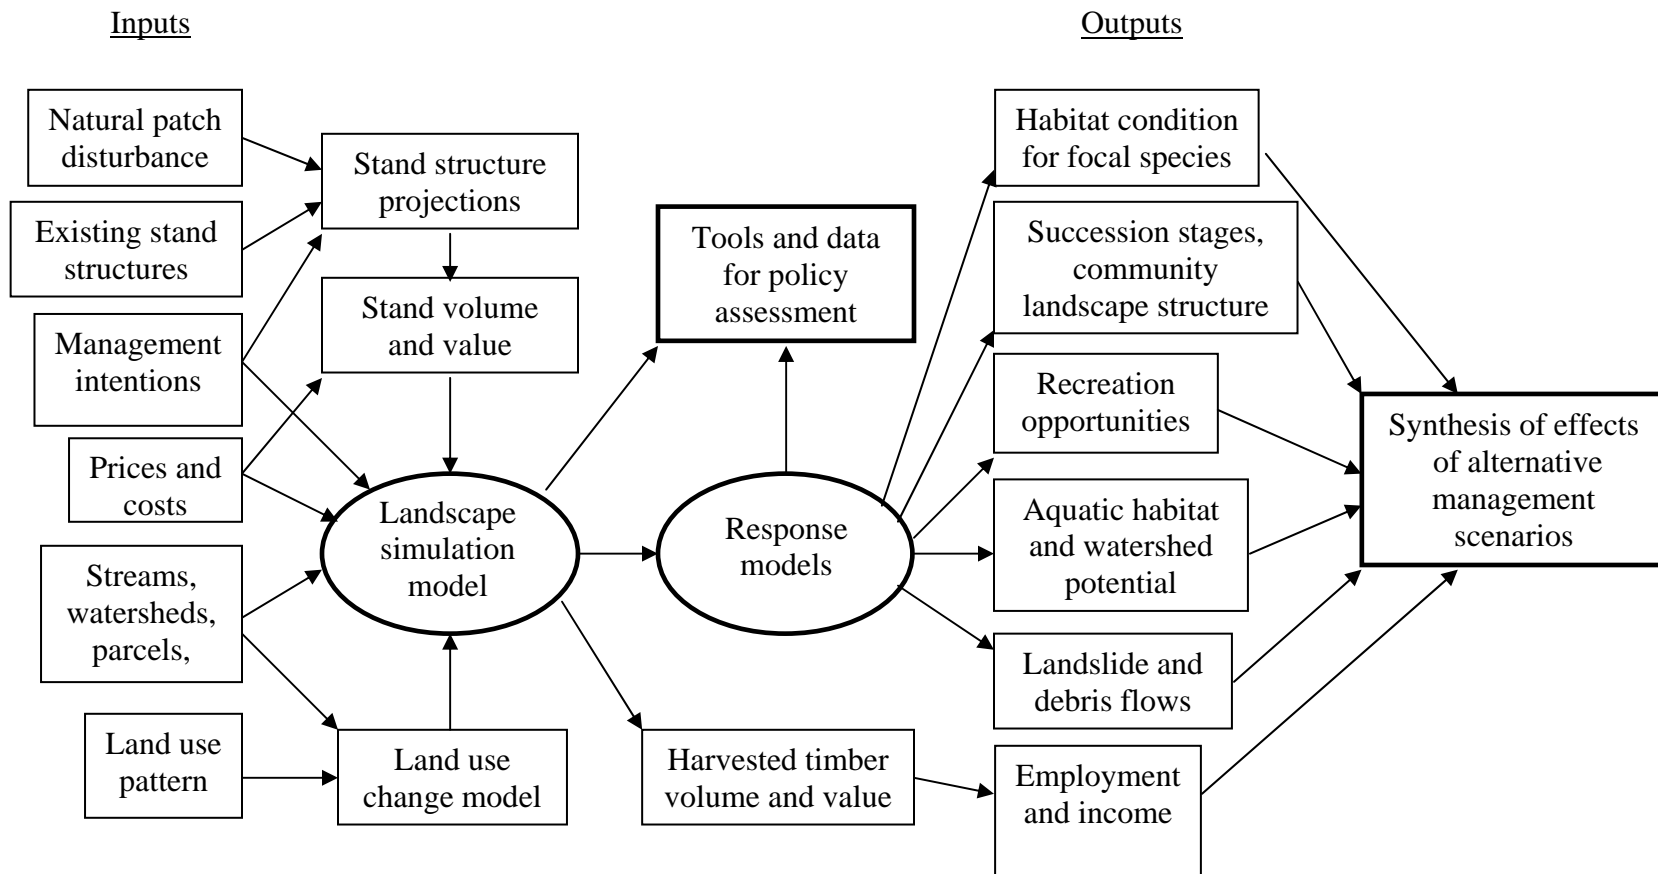 Inputs
Outputs
Natural patch
disturbance
Existing stand
structures
Management
intentions
Prices and
costs
Streams,
watersheds,
parcels,
Land use
pattern
Stand structure
projections
Stand volume
and value
Landscape
simulation
model
Land use
change model
Tools and data
for policy
assessment
Response
models
Harvested timber
volume and value
Habitat condition
for focal species
Succession stages,
community
landscape structure
Recreation
opportunities
Aquatic habitat
and watershed
potential
Landslide and
debris flows
Employment
and income
Synthesis of effects
of alternative
management
scenarios